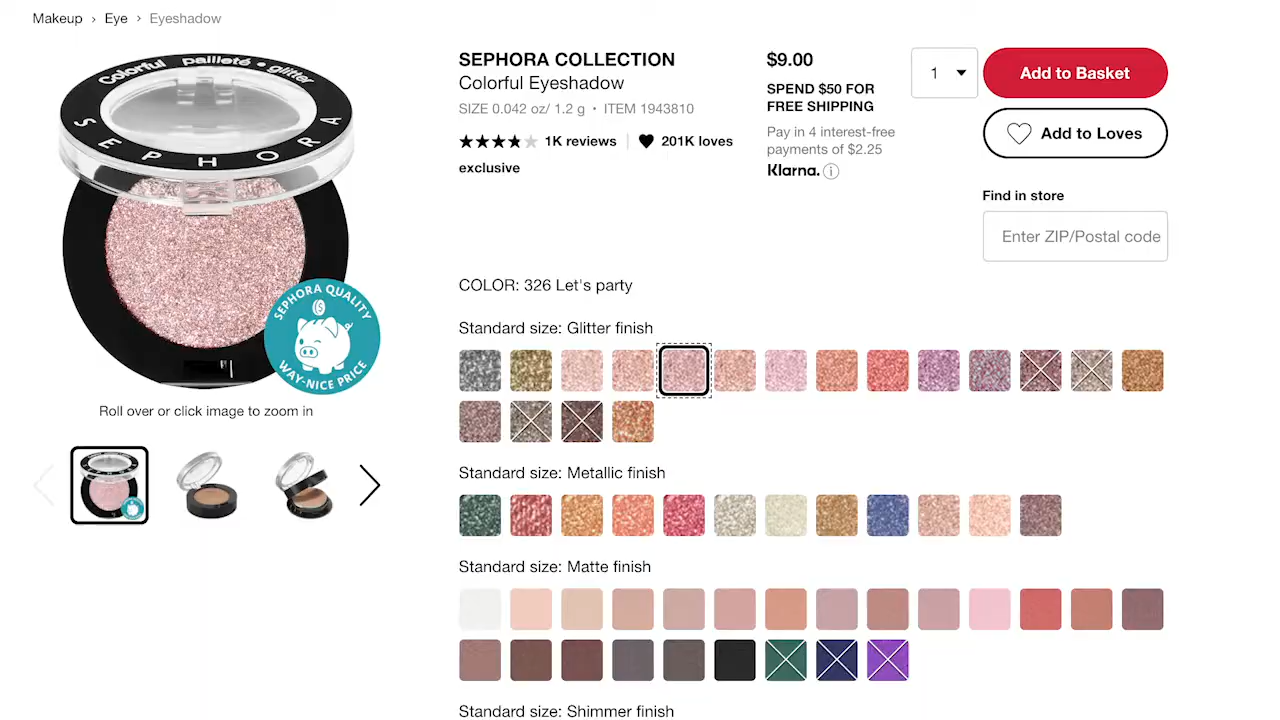 Makeup › Eye › Eyeshadow
Colorful pailleté • glitter
SEPHORA
SEPHORA QUALITY
WAY-NICE PRICE
Roll over or click image to zoom in
SEPHORA COLLECTION
Colorful Eyeshadow
SIZE 0.042 oz/ 1.2 g • ITEM 1943810
1K reviews
201K loves
exclusive
$9.00
SPEND $50 FOR
FREE SHIPPING
Pay in 4 interest-free
payments of $2.25
Klarna.
1
Add to Basket
Add to Loves
Find in store
Enter ZIP/Postal code
COLOR: 326 Let's party
Standard size: Glitter finish
Standard size: Metallic finish
Standard size: Matte finish
Standard size: Shimmer finish